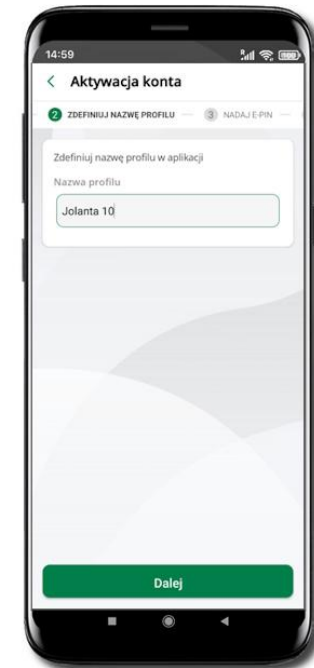 14:59
Aktywacja konta
2 ZDEFINIUJ NAZWĘ PROFILU 3 NADAJ E-PIN
Zdefiniuj nazwę profilu w aplikacji
Nazwa profilu
Jolanta 10
Dalej